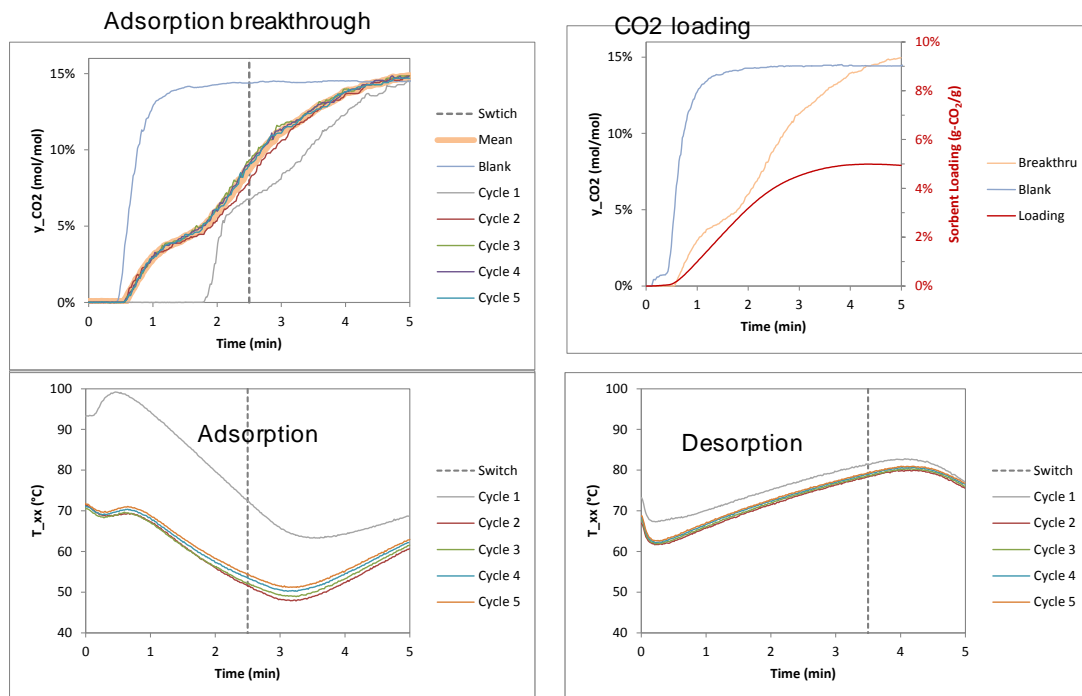 Adsorption breakthrough
15%
10%
5%
0%
y_CO2 (mol/mol)
0 1 2 3 4 5
Time (min)
Swtich
Mean
Blank
Cycle 1
Cycle 2
Cycle 3
Cycle 4
Cycle 5
CO2 loading
15%
10%
5%
0%
y_CO2 (mol/mol)
10%
8%
6%
4%
2%
0%
Sorbent Loading (g-CO₂/g)
0 1 2 3 4 5
Time (min)
Breakthru
Blank
Loading
Adsorption
100
90
80
70
60
50
40
T_xx (°C)
0 1 2 3 4 5
Time (min)
Switch
Cycle 1
Cycle 2
Cycle 3
Cycle 4
Cycle 5
Desorption
100
90
80
70
60
50
40
T_xx (°C)
0 1 2 3 4 5
Time (min)
Switch
Cycle 1
Cycle 2
Cycle 3
Cycle 4
Cycle 5